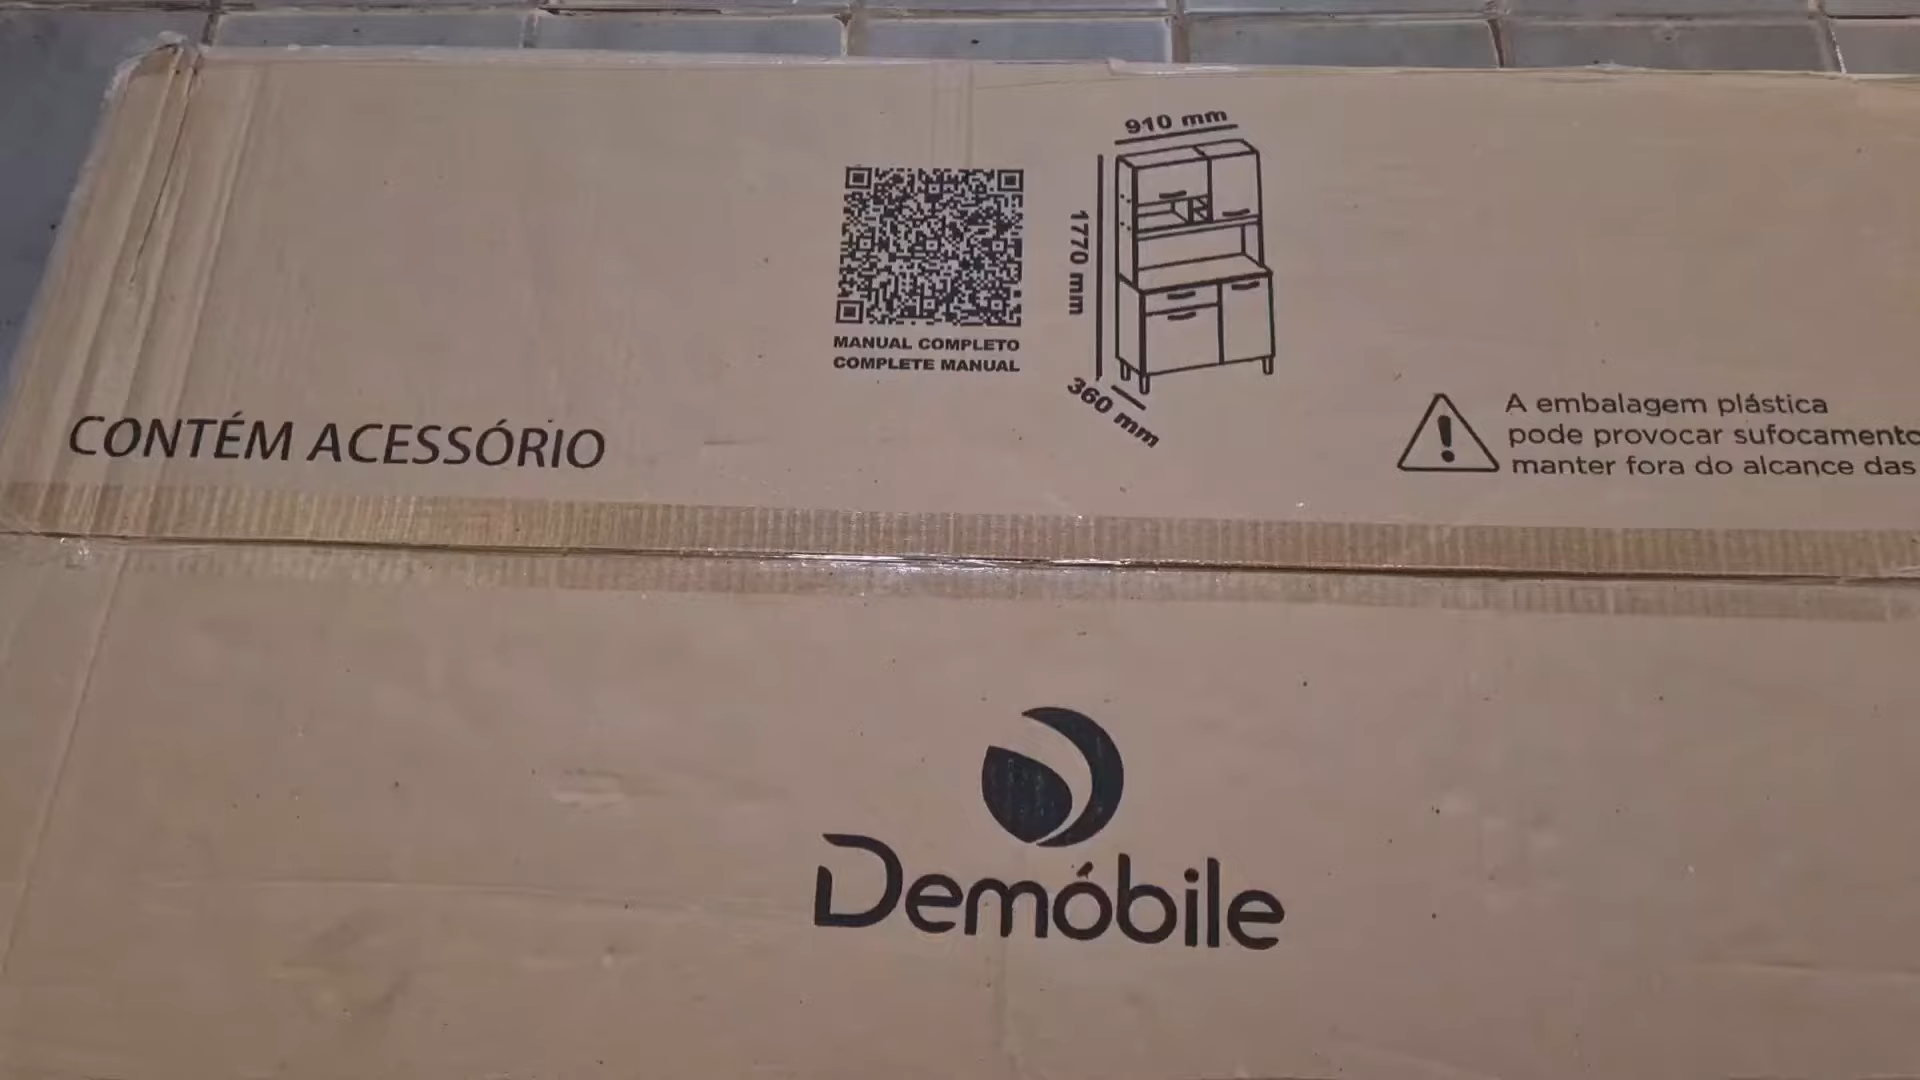 910 mm
1770 mm
360 mm
MANUAL COMPLETO
COMPLETE MANUAL
CONTÉM ACESSÓRIO
A embalagem plástica
pode provocar sufocamento
manter fora do alcance das
Demóbile